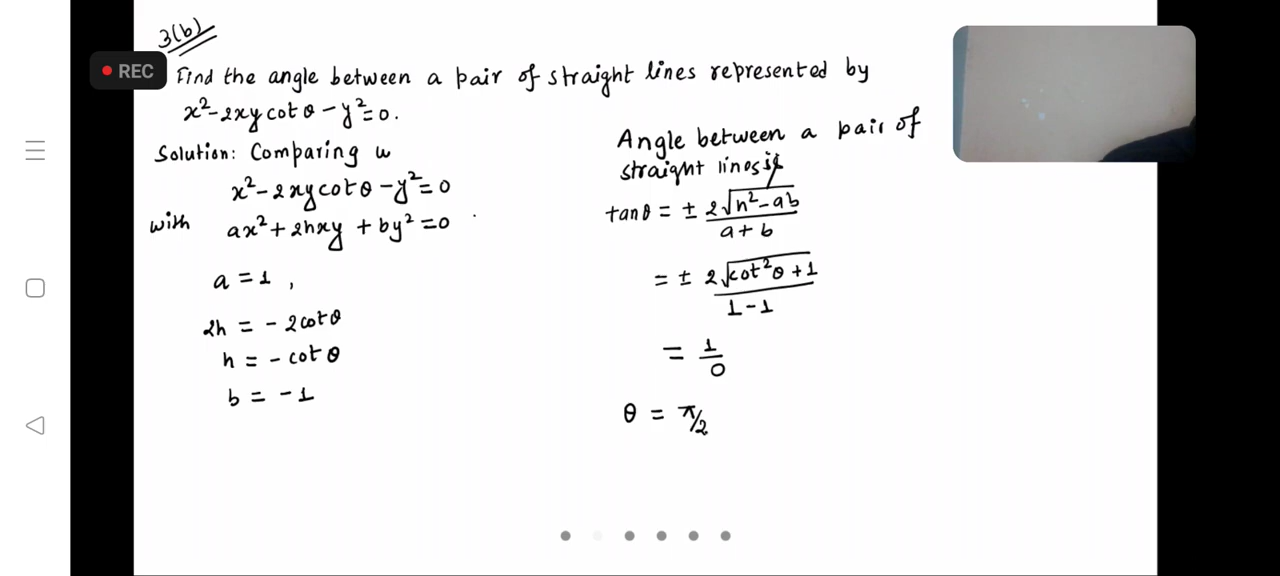 3(b)
REC
Find the angle between a pair of straight lines represented by
x²-2xy cotθ - y²=0.
Solution: Comparing w
x²-2xycotθ -y²=0
with ax²+2hxy +by²=0
a = 1,
2h = - 2cotθ
h = - cot θ
b = -1
Angle between a pair of
straight lines is
tanθ = ± 2√h²-ab / a+b
= ± 2√cot²θ+1 / 1-1
= 1/0
θ = π/2